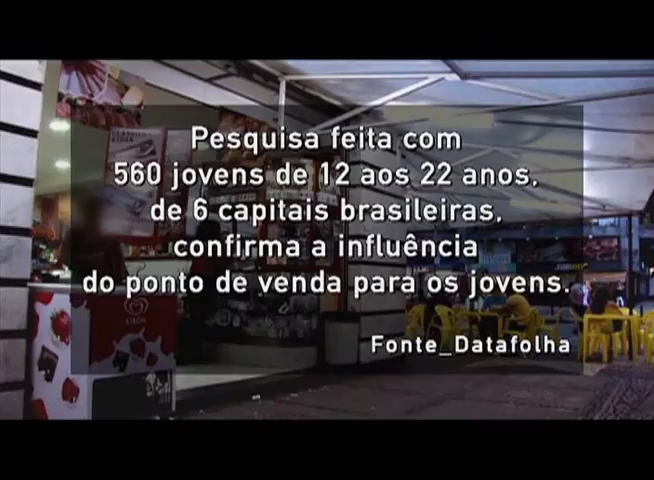 Pesquisa feita com
560 jovens de 12 aos 22 anos,
de 6 capitais brasileiras,
confirma a influência
do ponto de venda para os jovens.
Fonte_Datafolha
KIBON